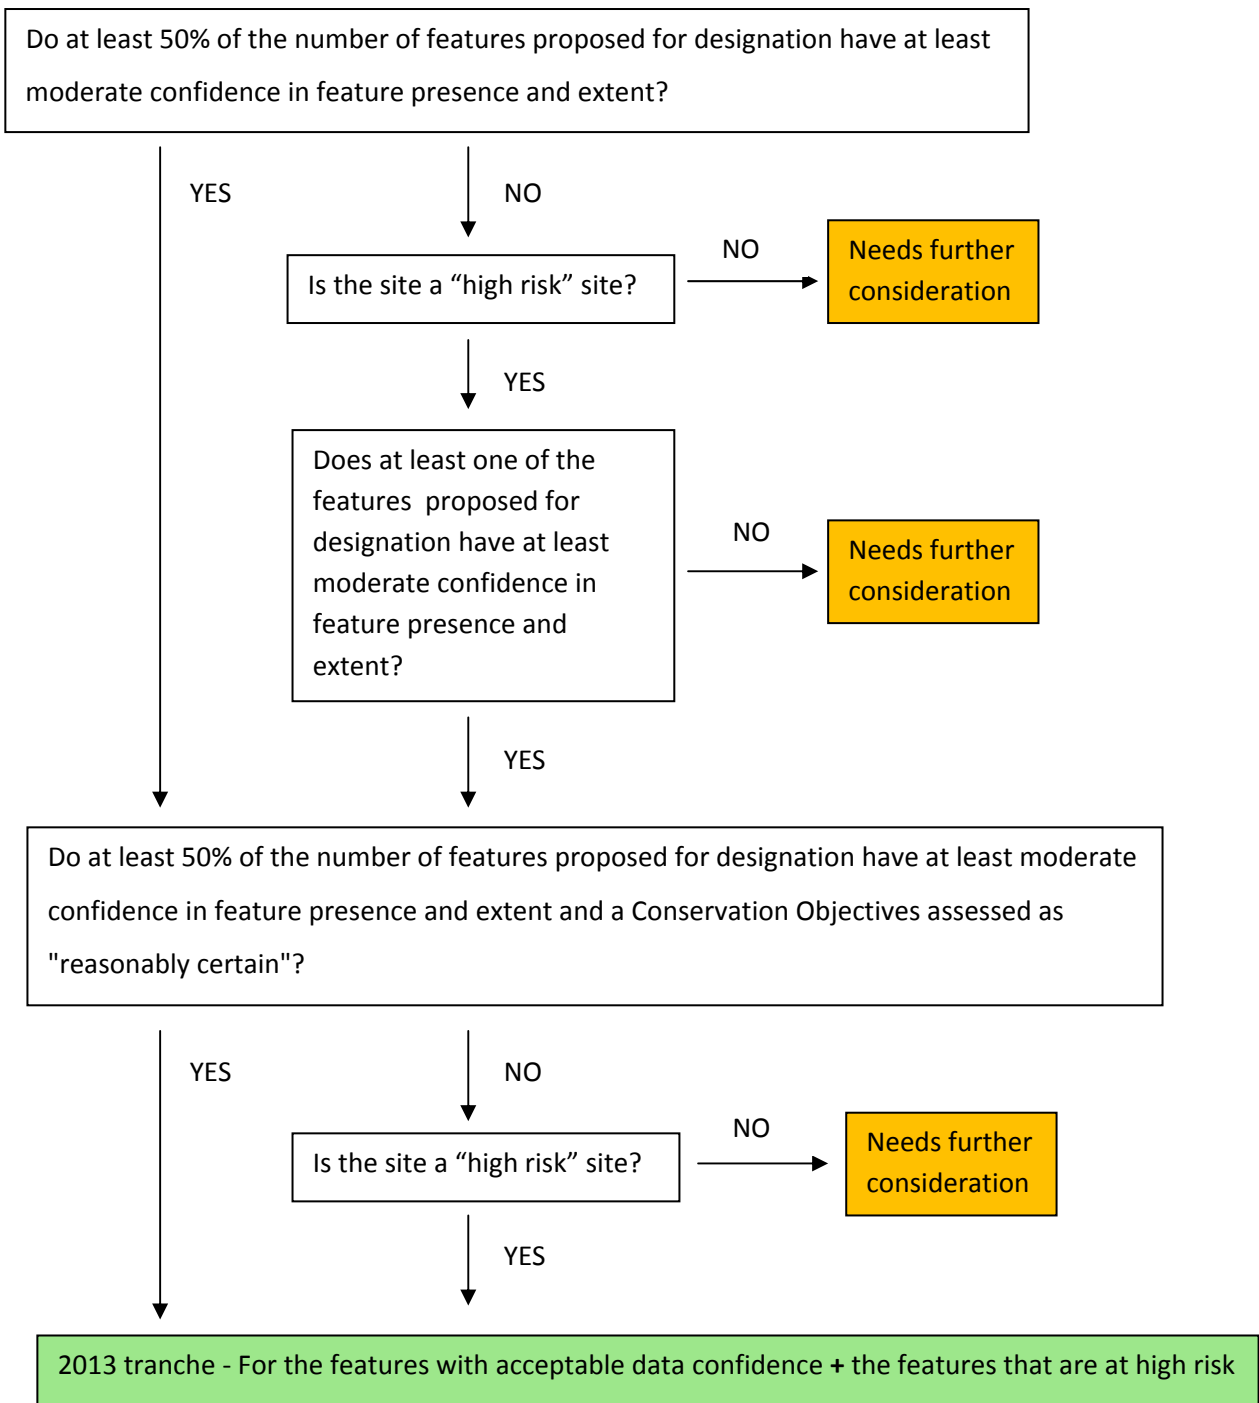 Do at least 50% of the number of features proposed for designation have at least
moderate confidence in feature presence and extent?
YES
NO
Is the site a “high risk” site?
NO
Needs further
consideration
YES
Does at least one of the
features proposed for
designation have at least
moderate confidence in
feature presence and
extent?
NO
Needs further
consideration
YES
Do at least 50% of the number of features proposed for designation have at least moderate
confidence in feature presence and extent and a Conservation Objectives assessed as
"reasonably certain"?
YES
NO
Is the site a “high risk” site?
NO
Needs further
consideration
YES
2013 tranche - For the features with acceptable data confidence + the features that are at high risk